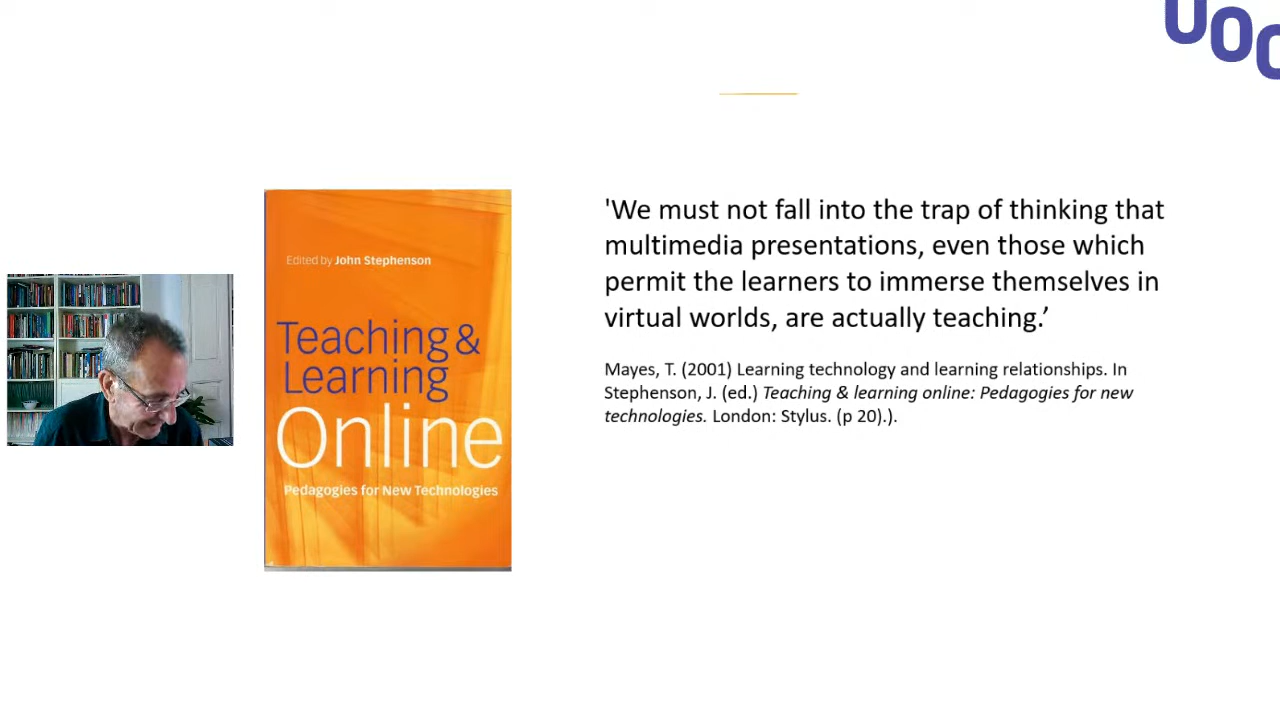 UOC
Edited by John Stephenson
Teaching &
Learning
Online
Pedagogies for New Technologies
'We must not fall into the trap of thinking that
multimedia presentations, even those which
permit the learners to immerse themselves in
virtual worlds, are actually teaching.’
Mayes, T. (2001) Learning technology and learning relationships. In
Stephenson, J. (ed.) Teaching & learning online: Pedagogies for new
technologies. London: Stylus. (p 20).).